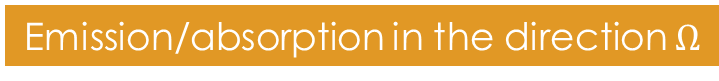 Emission/absorption in the direction Ω